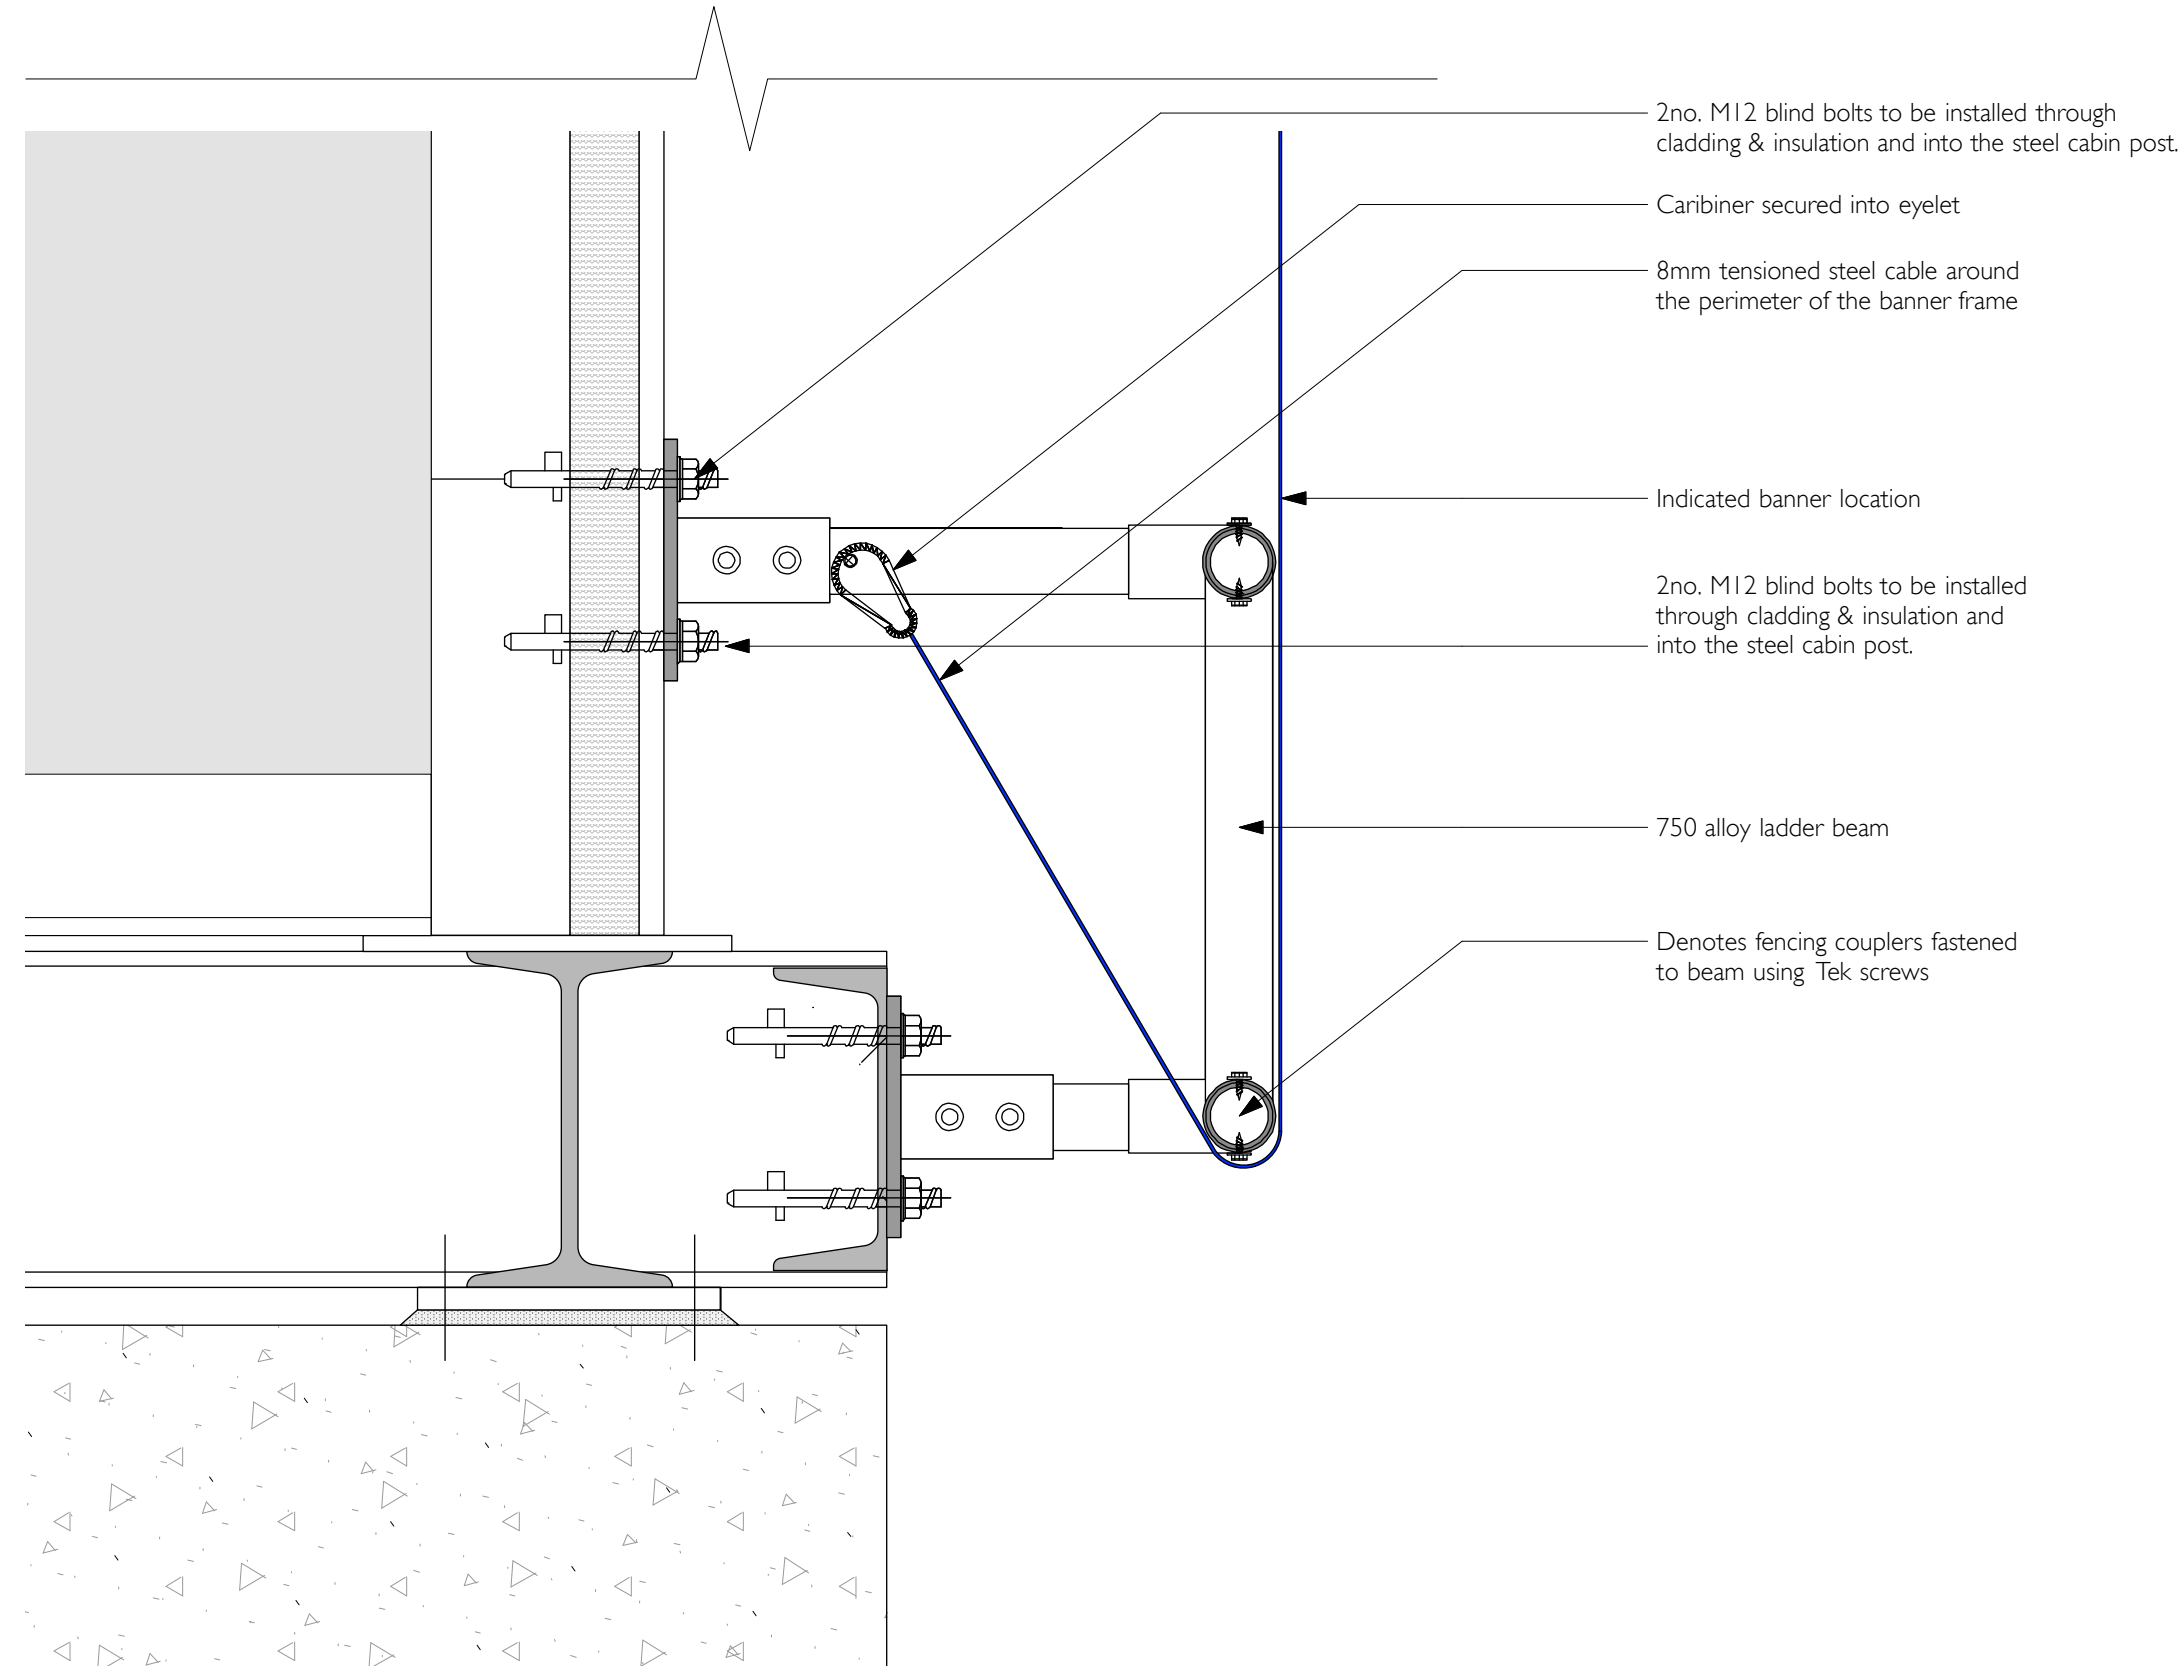 2no. M12 blind bolts to be installed through
cladding & insulation and into the steel cabin post.
Caribiner secured into eyelet
8mm tensioned steel cable around
the perimeter of the banner frame
Indicated banner location
2no. M12 blind bolts to be installed
through cladding & insulation and
into the steel cabin post.
750 alloy ladder beam
Denotes fencing couplers fastened
to beam using Tek screws